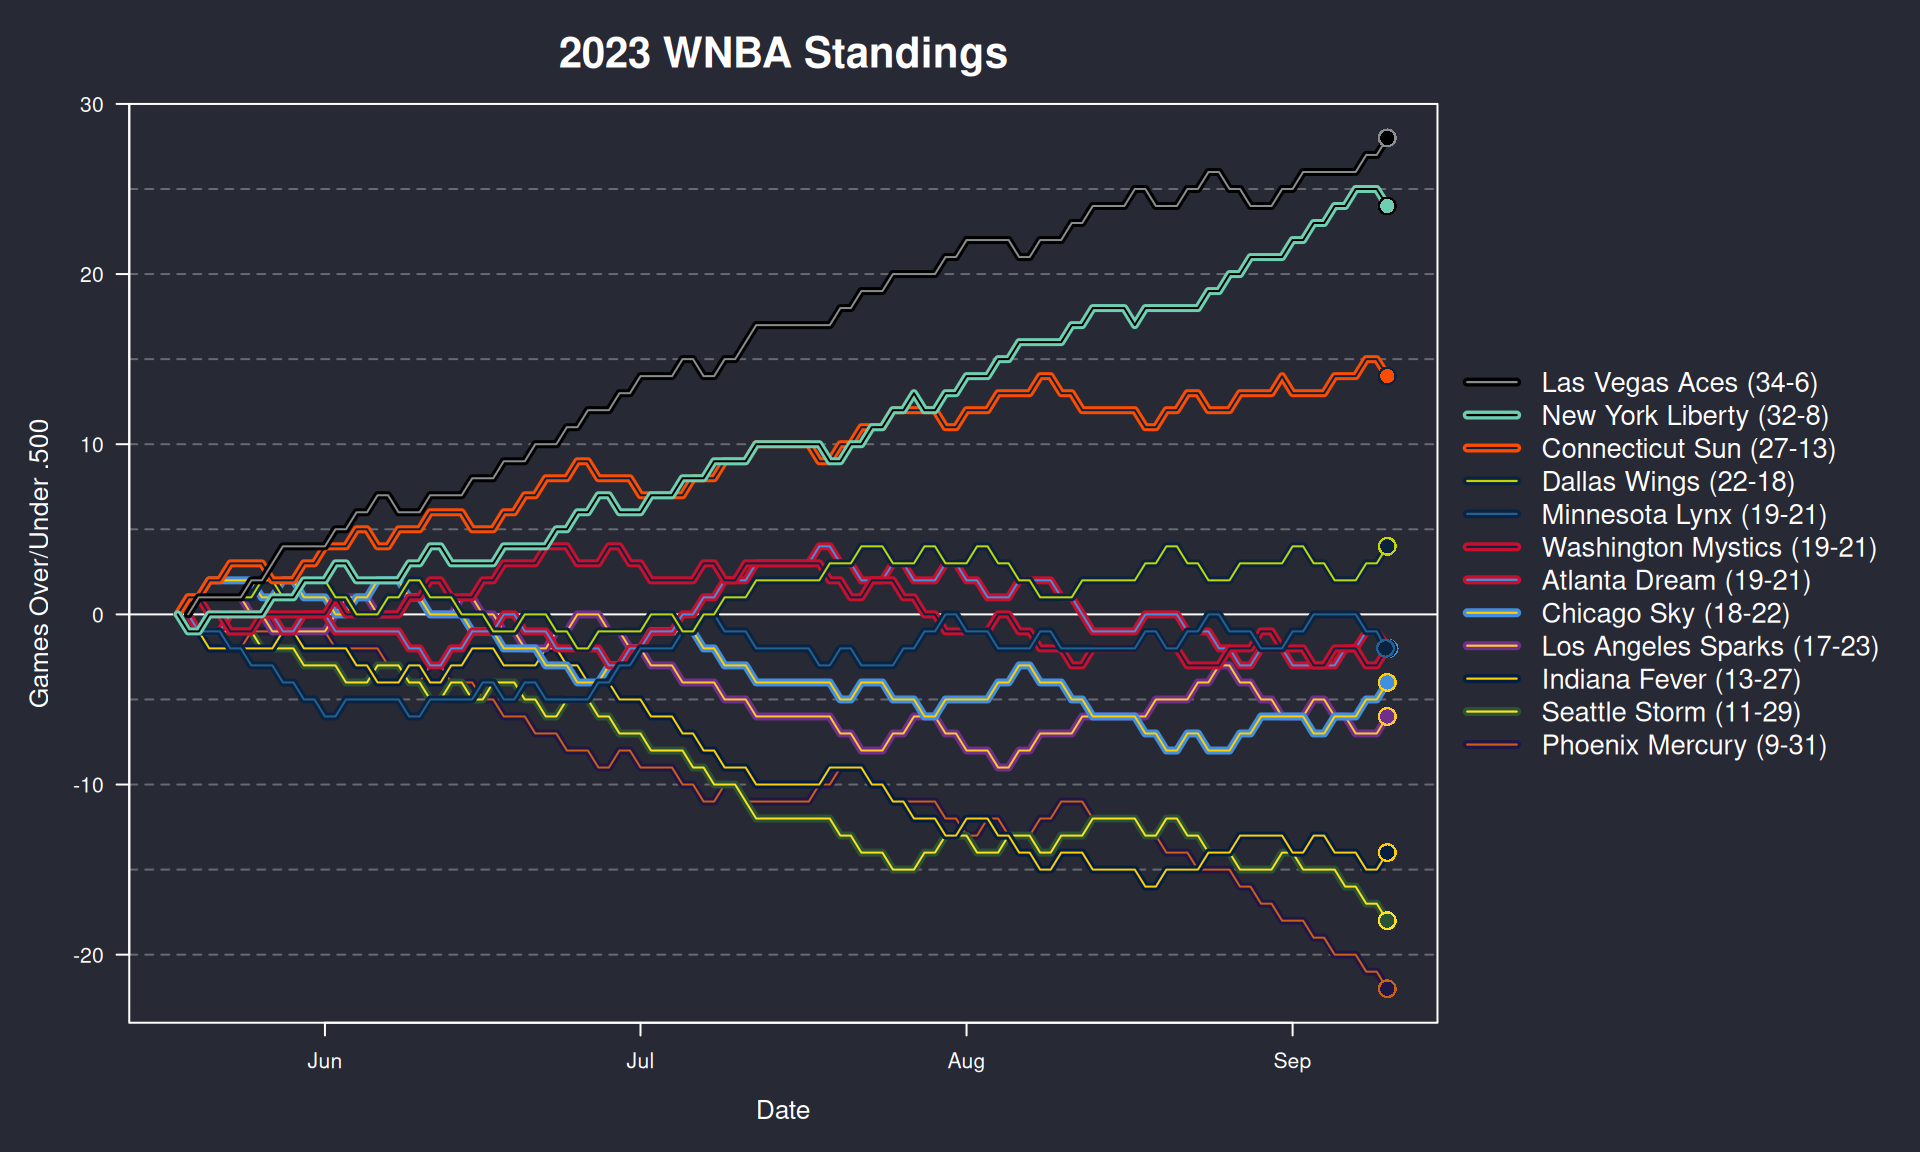 2023 WNBA Standings
30
20
10
0
-10
-20
Games Over/Under .500
Jun
Jul
Aug
Sep
Date
Las Vegas Aces (34-6)
New York Liberty (32-8)
Connecticut Sun (27-13)
Dallas Wings (22-18)
Minnesota Lynx (19-21)
Washington Mystics (19-21)
Atlanta Dream (19-21)
Chicago Sky (18-22)
Los Angeles Sparks (17-23)
Indiana Fever (13-27)
Seattle Storm (11-29)
Phoenix Mercury (9-31)